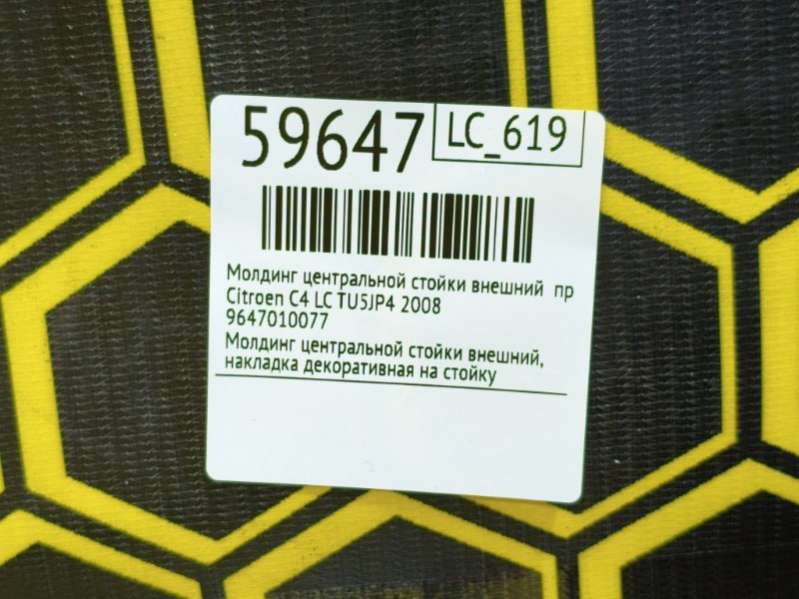 59647 LC_619
Молдинг центральной стойки внешний пр
Citroen C4 LC TU5JP4 2008
9647010077
Молдинг центральной стойки внешний,
накладка декоративная на стойку